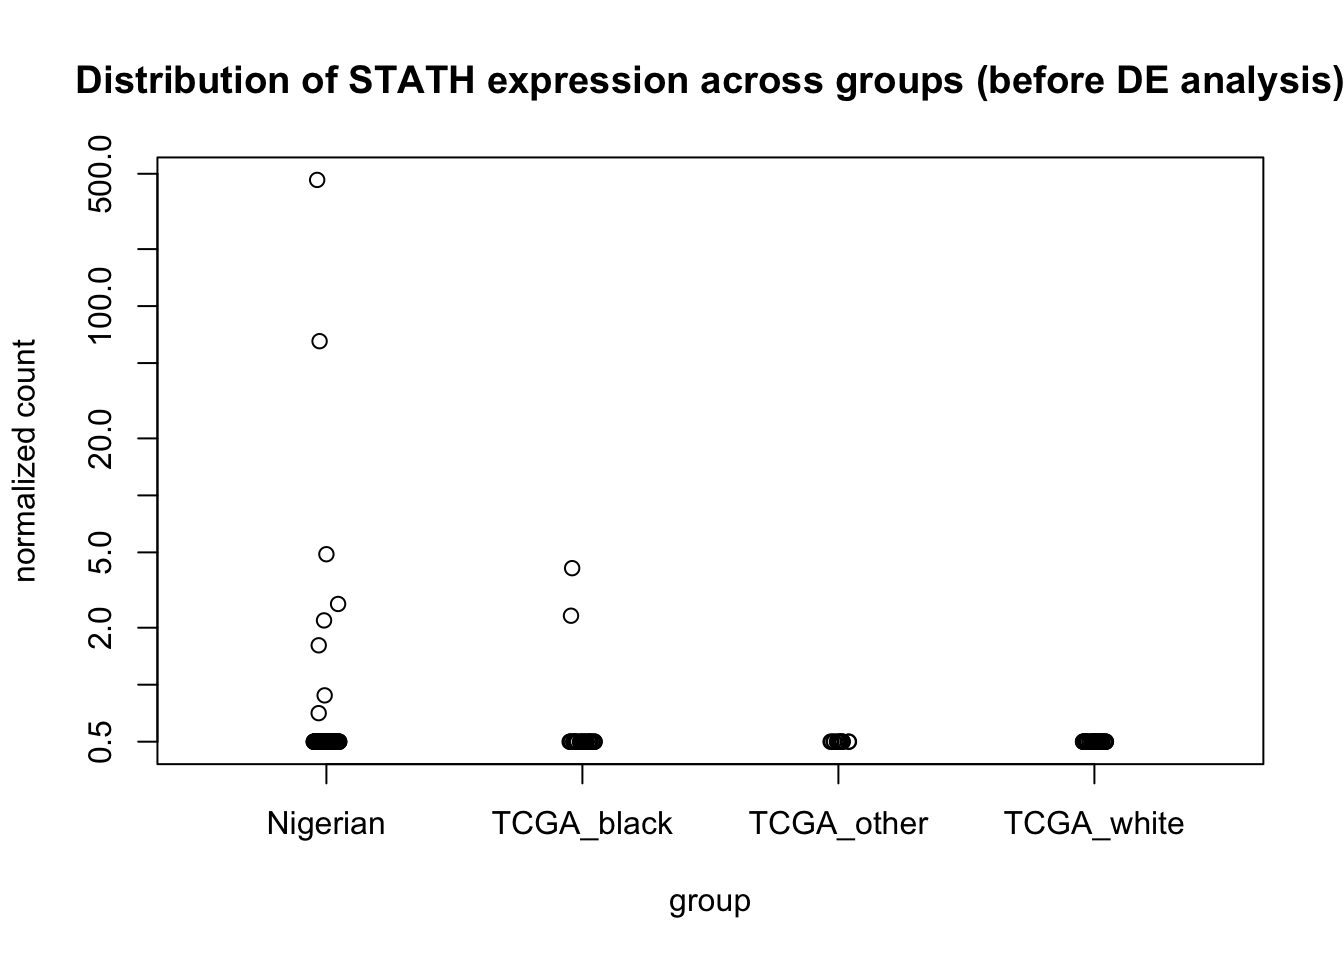 Distribution of STATH expression across groups (before DE analysis)
500.0
100.0
20.0
5.0
2.0
0.5
normalized count
Nigerian TCGA_black TCGA_other TCGA_white
group